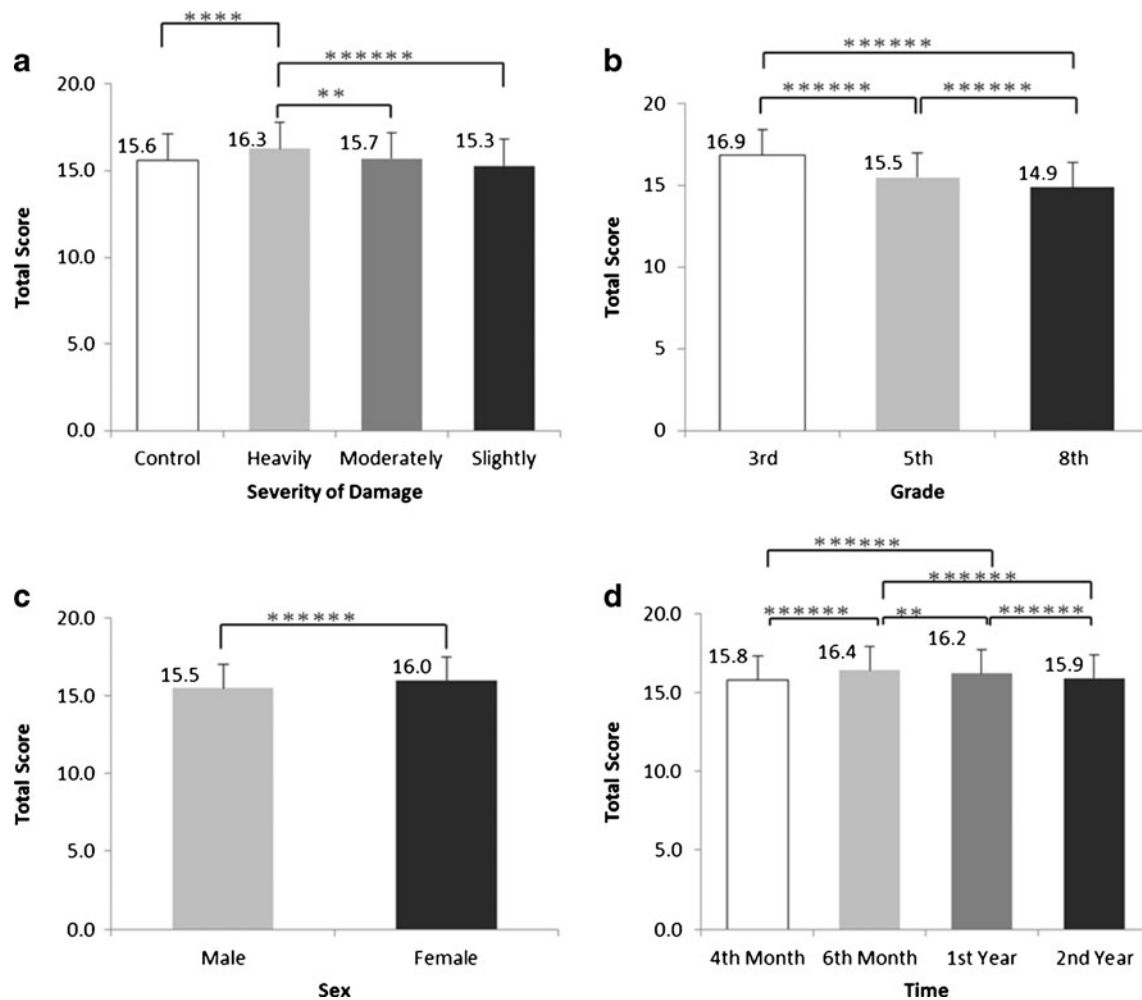 a
****
******
**
20.0
15.0
10.0
5.0
0.0
15.6
16.3
15.7
15.3
Total Score
Control Heavily Moderately Slightly
Severity of Damage
b
******
****** ******
20
15
10
5
0
16.9
15.5
14.9
Total Score
3rd 5th 8th
Grade
c
******
20.0
15.0
10.0
5.0
0.0
15.5
16.0
Total Score
Male Female
Sex
d
******
******
****** ** ******
20.0
15.0
10.0
5.0
0.0
15.8
16.4
16.2
15.9
Total Score
4th Month 6th Month 1st Year 2nd Year
Time